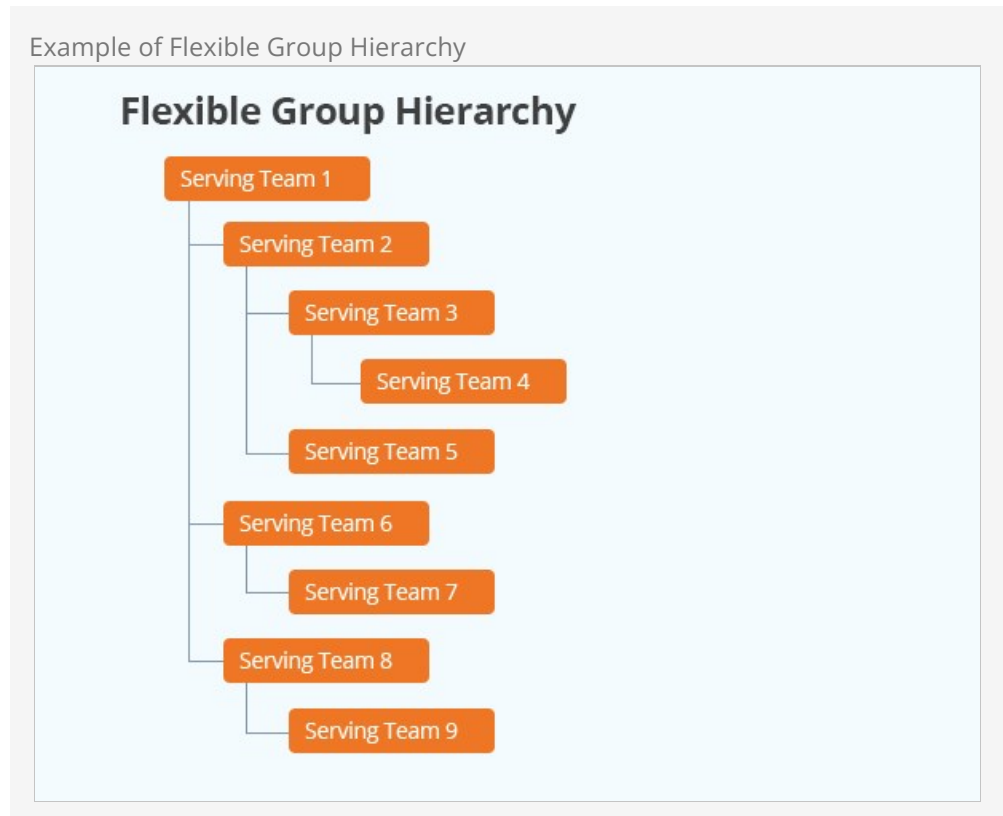 Example of Flexible Group Hierarchy
Flexible Group Hierarchy
Serving Team 1
Serving Team 2
Serving Team 3
Serving Team 4
Serving Team 5
Serving Team 6
Serving Team 7
Serving Team 8
Serving Team 9